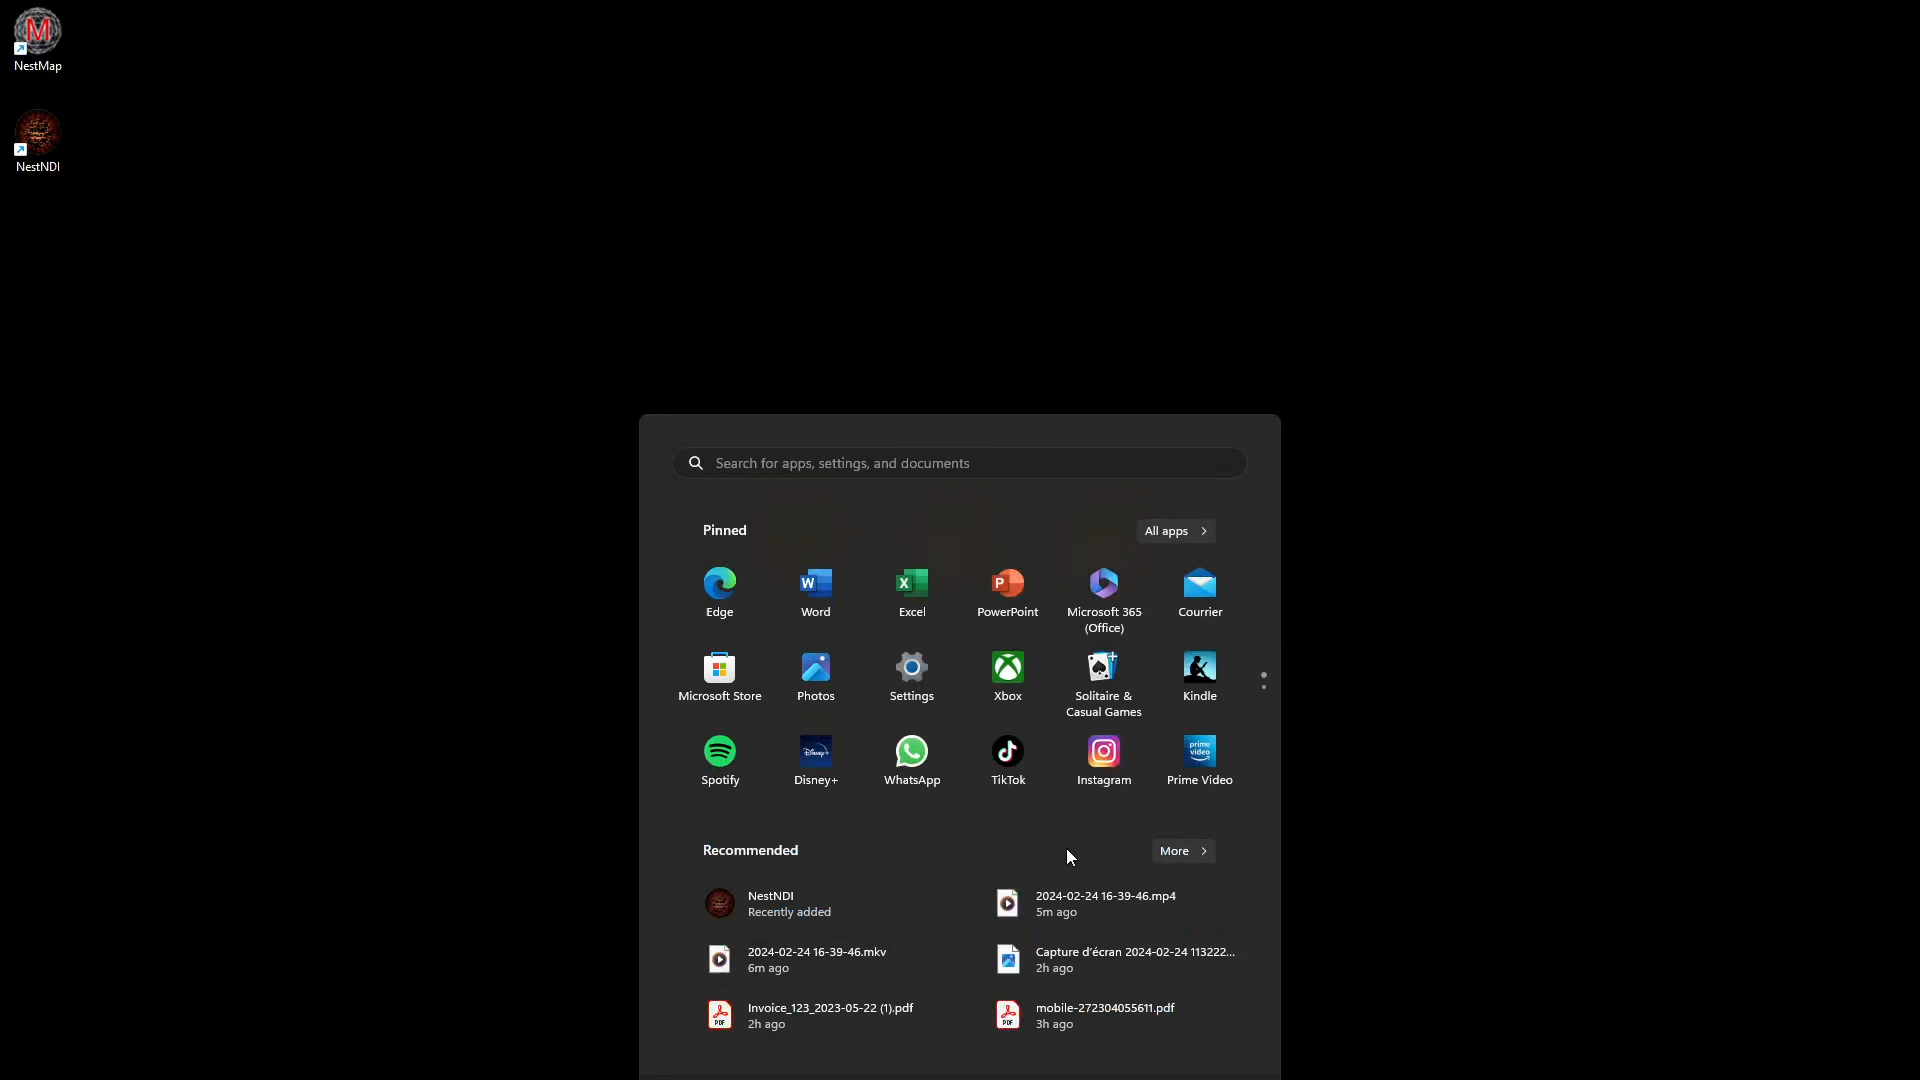 NestMap
NestNDI
Search for apps, settings, and documents
Pinned
All apps
Edge
Word
Excel
PowerPoint
Microsoft 365
(Office)
Courrier
Microsoft Store
Photos
Settings
Xbox
Solitaire &
Casual Games
Kindle
Spotify
Disney+
WhatsApp
TikTok
Instagram
Prime Video
Recommended
More
NestNDI
Recently added
2024-02-24 16-39-46.mp4
5m ago
2024-02-24 16-39-46.mkv
6m ago
Capture d'écran 2024-02-24 113222...
2h ago
Invoice_123_2023-05-22 (1).pdf
2h ago
mobile-272304055611.pdf
3h ago